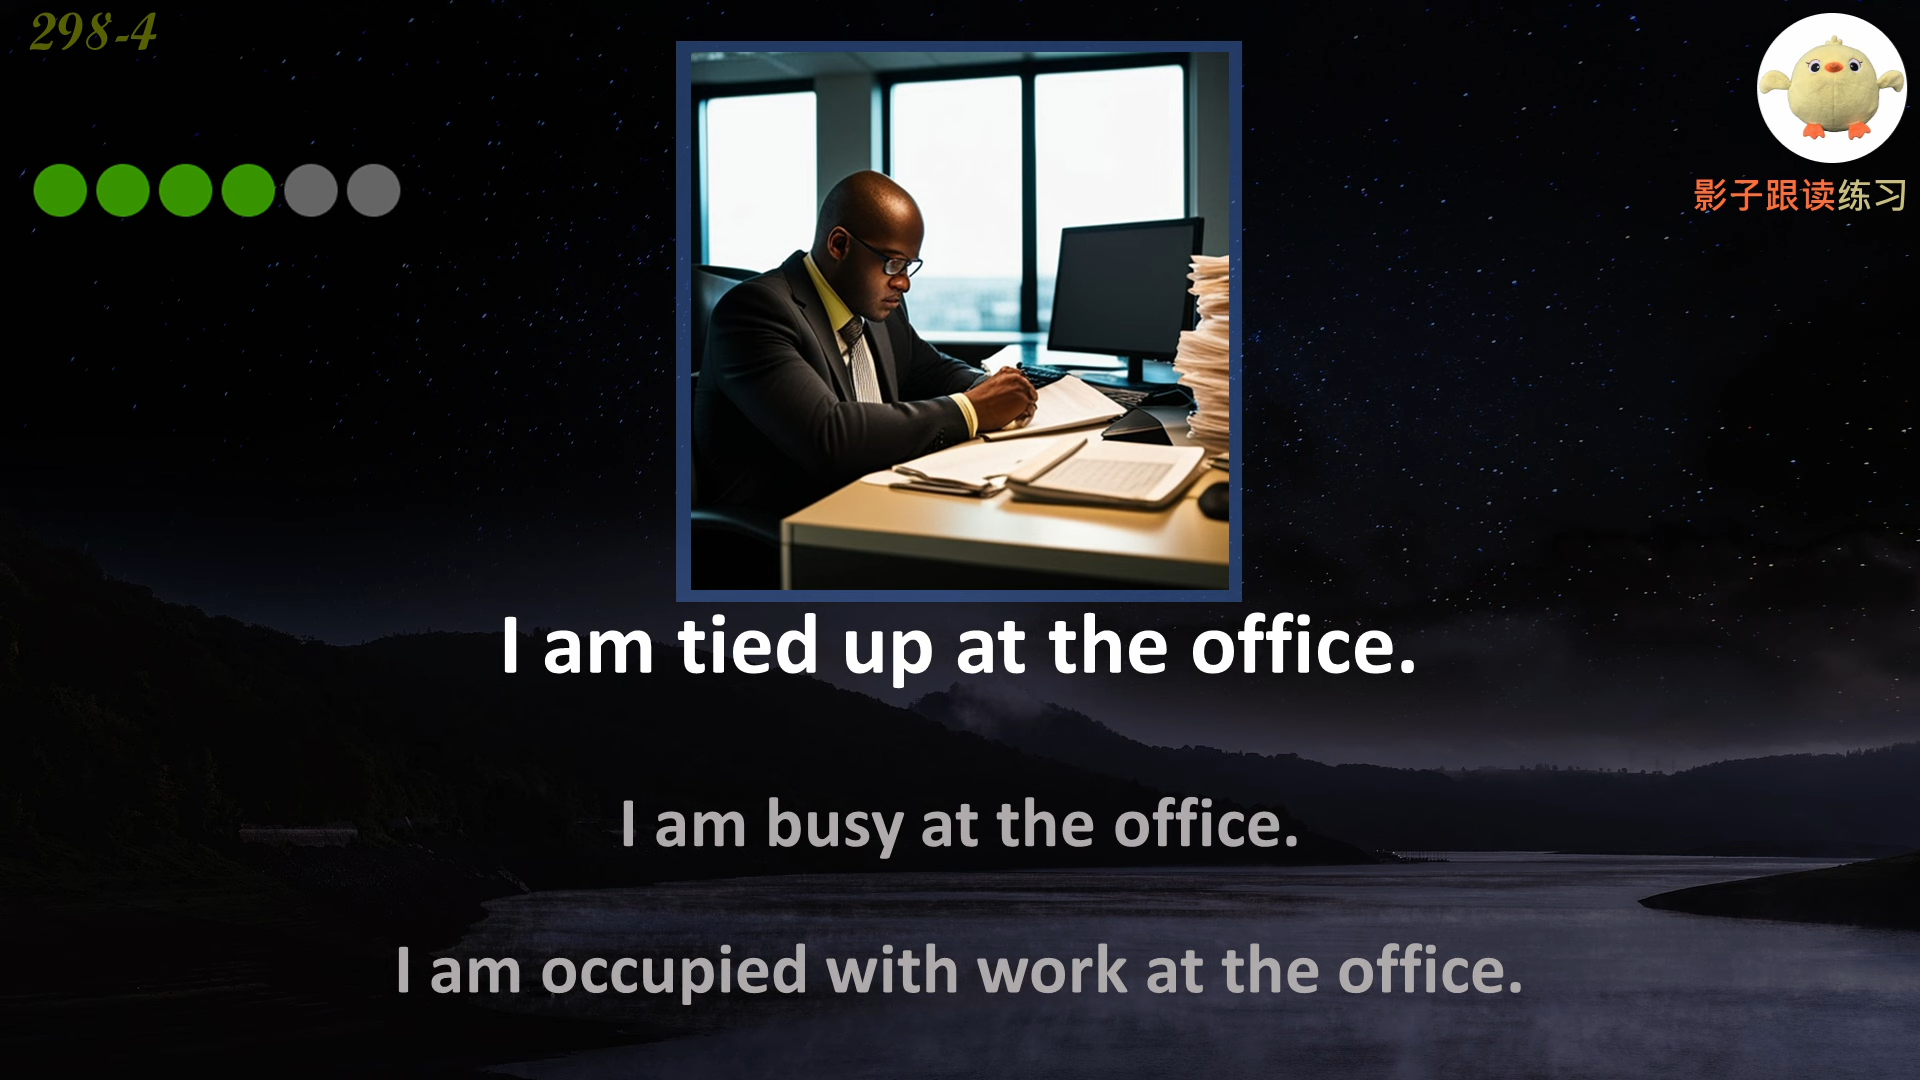 298-4
影子跟读练习
I am tied up at the office.
I am busy at the office.
I am occupied with work at the office.